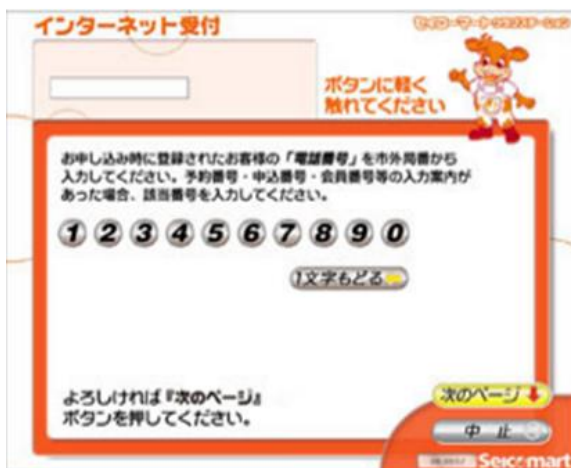 インターネット受付
ボタンに軽く
触れてください
お申し込み時に登録されたお客様の「電話番号」を市外局番から
入力してください。予約番号・申込番号・会員番号等の入力案内が
あった場合、該当番号を入力してください。
1 2 3 4 5 6 7 8 9 0
1文字もどる
よろしければ『次のページ』
ボタンを押してください。
次のページ
中 止
Seicomart